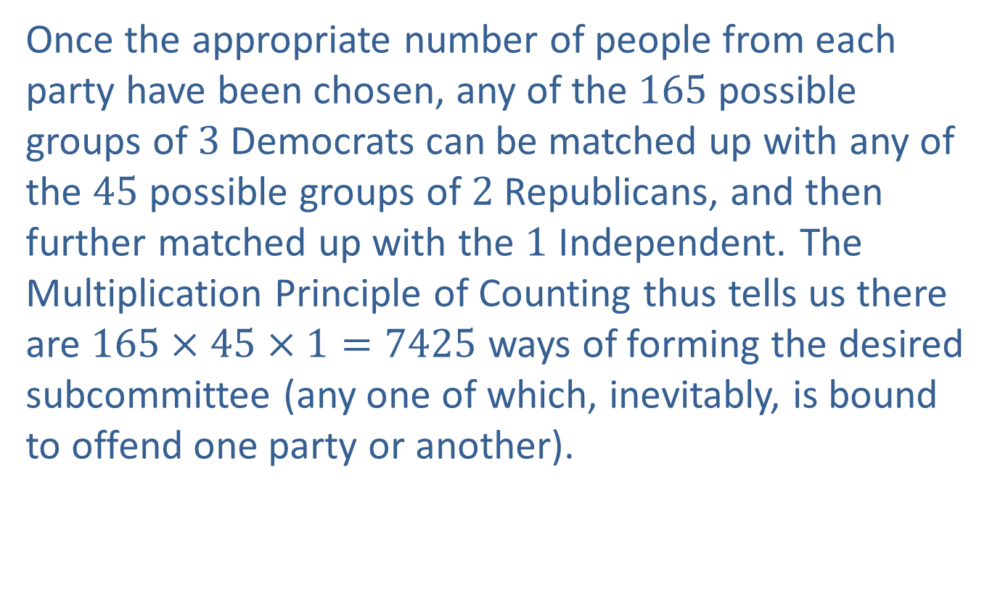 Once the appropriate number of people from each
party have been chosen, any of the 165 possible
groups of 3 Democrats can be matched up with any of
the 45 possible groups of 2 Republicans, and then
further matched up with the 1 Independent. The
Multiplication Principle of Counting thus tells us there
are 165 × 45 × 1 = 7425 ways of forming the desired
subcommittee (any one of which, inevitably, is bound
to offend one party or another).